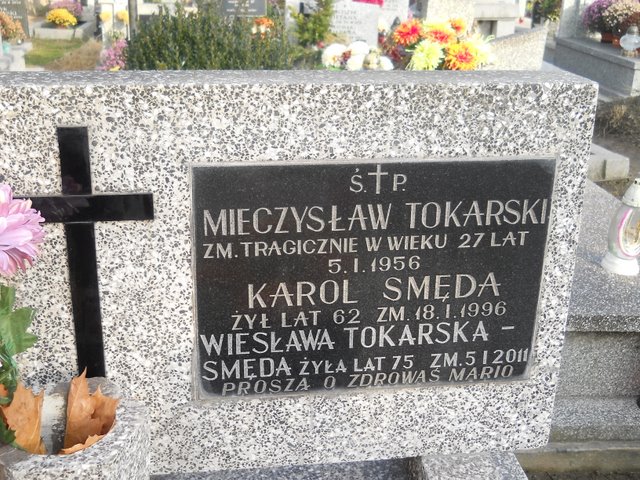 Ś † P.
MIECZYSŁAW TOKARSKI
ZM. TRAGICZNIE W WIEKU 27 LAT
5.I.1956
KAROL SMĘDA
ŻYŁ LAT 62 ZM. 18.I.1996
WIESŁAWA TOKARSKA –
SMĘDA ŻYŁA LAT 75 ZM. 5 I 2011
PROSZĄ O ZDROWAŚ MARIO